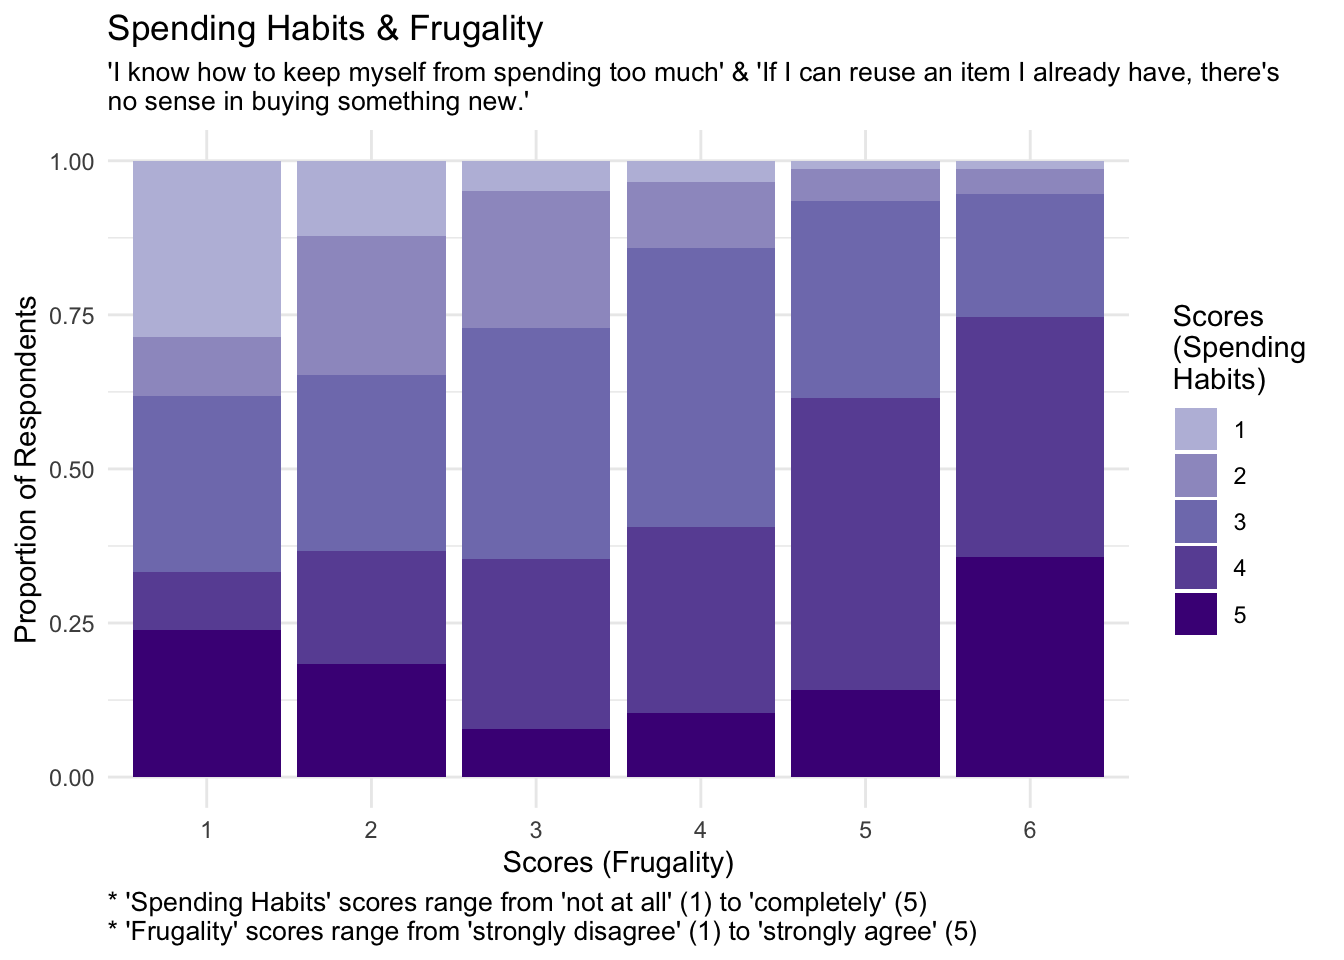 Spending Habits & Frugality
'I know how to keep myself from spending too much' & 'If I can reuse an item I already have, there's
no sense in buying something new.'
1.00
0.75
0.50
0.25
0.00
Proportion of Respondents
1 2 3 4 5 6
Scores (Frugality)
Scores
(Spending
Habits)
1
2
3
4
5
* 'Spending Habits' scores range from 'not at all' (1) to 'completely' (5)
* 'Frugality' scores range from 'strongly disagree' (1) to 'strongly agree' (5)